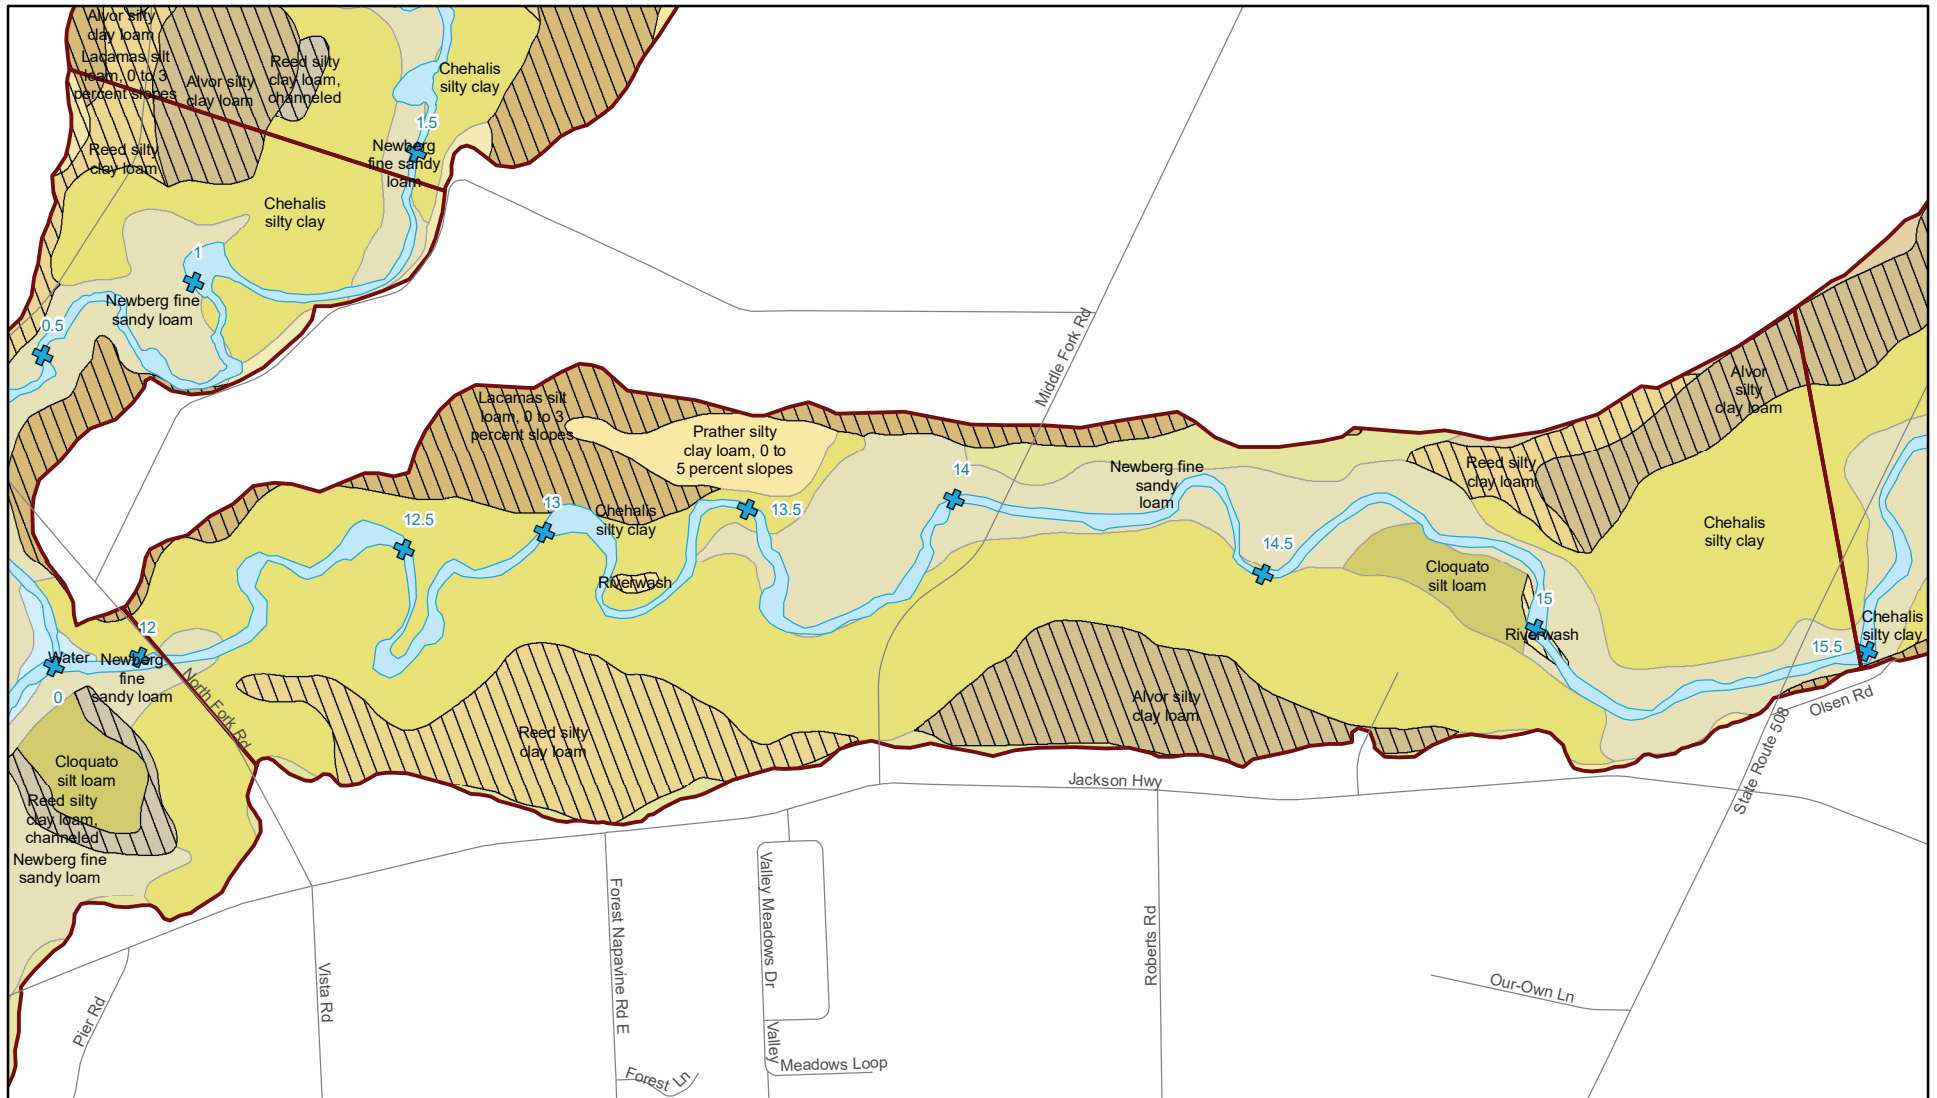 Alvor silty
clay loam
Lacamas silt
loam, 0 to 3
percent slopes
Alvor silty
clay loam
Reed silty
clay loam,
channeled
Chehalis
silty clay
1.5
Newberg
fine sandy
loam
Reed silty
clay loam
Chehalis
silty clay
1
Newberg fine
sandy loam
0.5
Middle Fork Rd
Lacamas silt
loam, 0 to 3
percent slopes
Prather silty
clay loam, 0 to
5 percent slopes
Alvor
silty
clay loam
14
Newberg fine
sandy
loam
Reed silty
clay loam
13
13.5
12.5
Chehalis
silty clay
Chehalis
silty clay
14.5
Riverwash
Cloquato
silt loam
15
Riverwash
12
Chehalis
silty clay
15.5
Water
Newberg
fine
sandy loam
0
North Fork Rd
Alvor silty
clay loam
Olsen Rd
Reed silty
clay loam
State Route 508
Cloquato
silt loam
Jackson Hwy
Reed silty
clay loam,
channeled
Newberg fine
sandy loam
Valley Meadows Dr
Forest Napavine Rd E
Roberts Rd
Vista Rd
Pier Rd
Our-Own Ln
Valley
Meadows Loop
Forest Ln